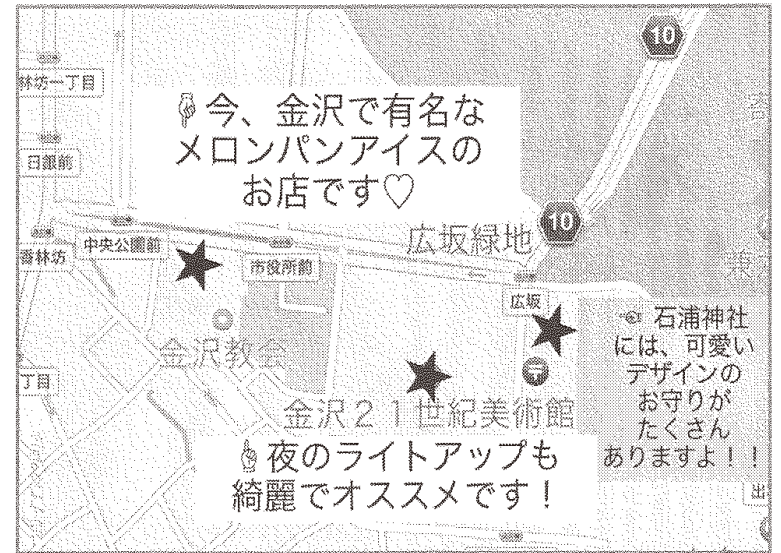 10
林坊一丁目
☟今、金沢で有名な
メロンパンアイスの
お店です♡
日銀前
10
広坂緑地
香林坊
中央公園前
市役所前
広坂
☜ 石浦神社
には、可愛い
デザインの
お守りが
たくさん
ありますよ！！
金沢教会
丁目
金沢21世紀美術館
☝夜のライトアップも
綺麗でオススメです！
出